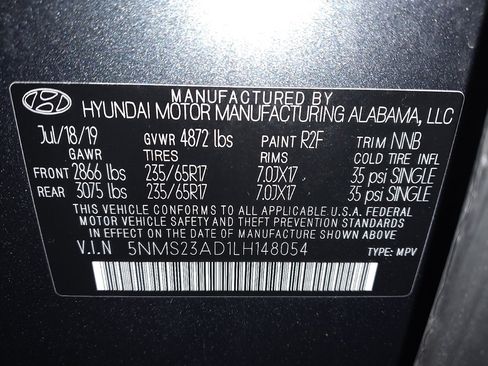 MANUFACTURED BY
HYUNDAI MOTOR MANUFACTURING ALABAMA, LLC
Jul/18/19 GVWR 4872 lbs PAINT R2F TRIM NNB
GAWR TIRES RIMS COLD TIRE INFL
FRONT 2866 lbs 235/65R17 7.0JX17 35 psi SINGLE
REAR 3075 lbs 235/65R17 7.0JX17 35 psi SINGLE
THIS VEHICLE CONFORMS TO ALL APPLICABLE U.S.A. FEDERAL
MOTOR VEHICLE SAFETY AND THEFT PREVENTION STANDARDS
IN EFFECT ON THE DATE OF MANUFACTURE SHOWN ABOVE.
V.I.N 5NMS23AD1LH148054 TYPE: MPV